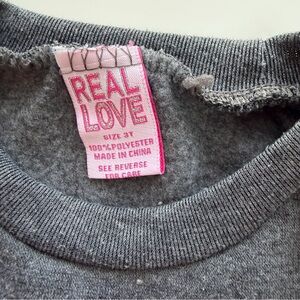 REAL
LOVE
SIZE 3T
100%POLYESTER
MADE IN CHINA
SEE REVERSE
FOR CARE